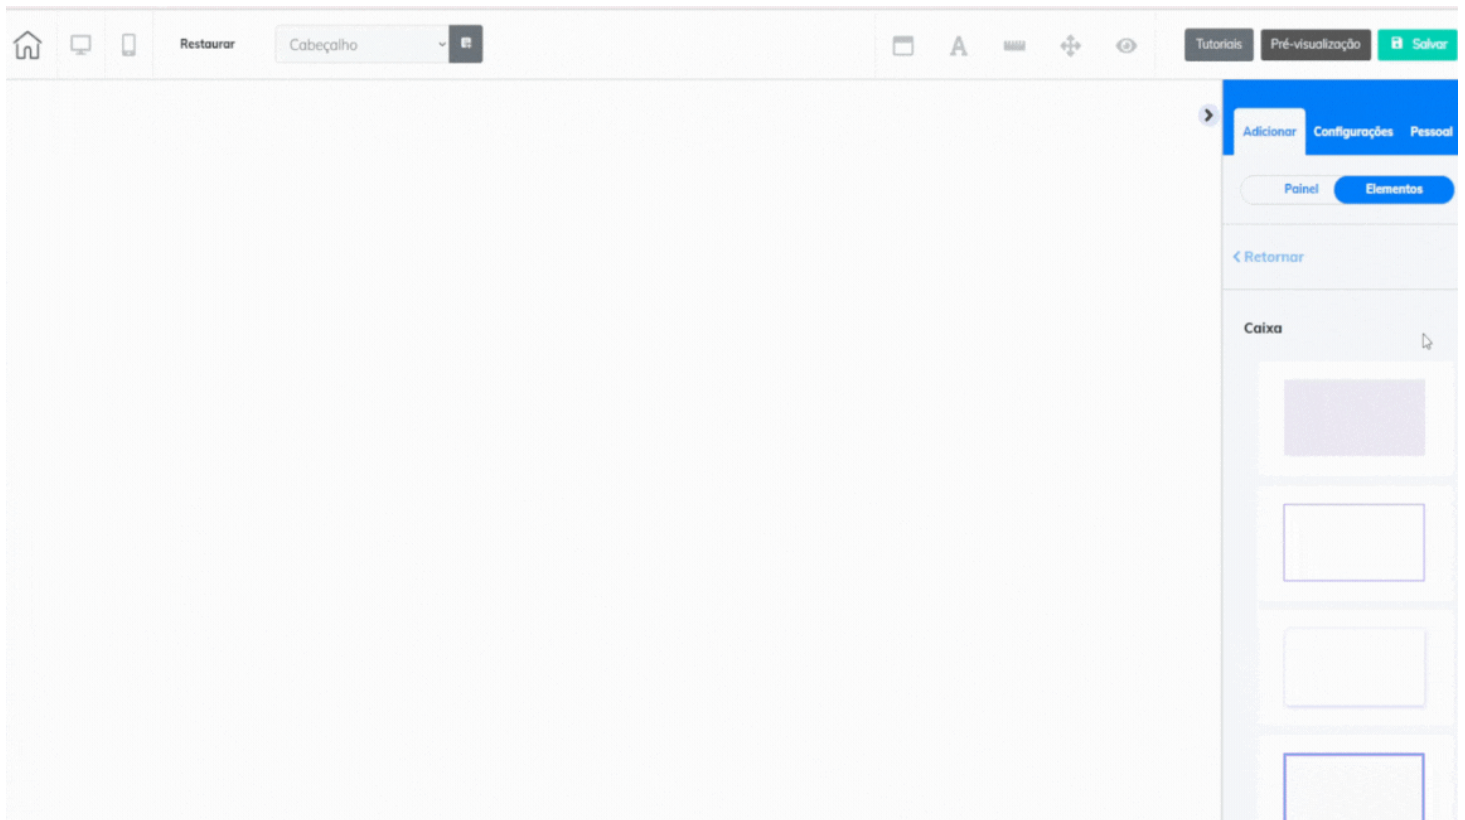 Restaurar
Cabeçalho
A
Tutoriais
Pré-visualização
Salvar
Adicionar
Configurações
Pessoal
Painel
Elementos
Retornar
Caixa